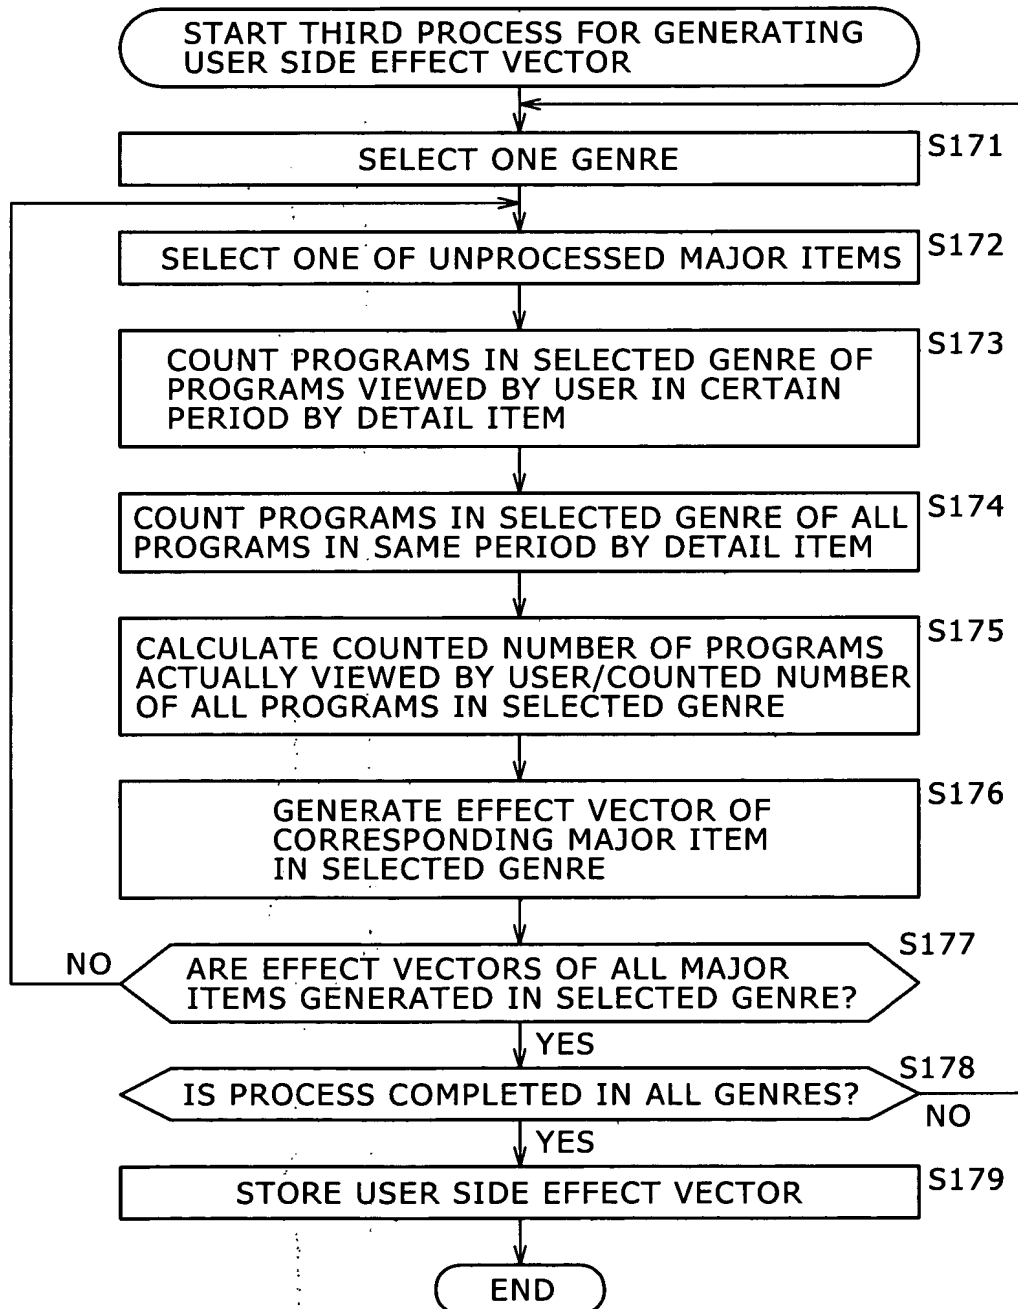 START THIRD PROCESS FOR GENERATING
USER SIDE EFFECT VECTOR
SELECT ONE GENRE
S171
SELECT ONE OF UNPROCESSED MAJOR ITEMS
S172
COUNT PROGRAMS IN SELECTED GENRE OF
PROGRAMS VIEWED BY USER IN CERTAIN
PERIOD BY DETAIL ITEM
S173
COUNT PROGRAMS IN SELECTED GENRE OF ALL
PROGRAMS IN SAME PERIOD BY DETAIL ITEM
S174
CALCULATE COUNTED NUMBER OF PROGRAMS
ACTUALLY VIEWED BY USER/COUNTED NUMBER
OF ALL PROGRAMS IN SELECTED GENRE
S175
GENERATE EFFECT VECTOR OF
CORRESPONDING MAJOR ITEM
IN SELECTED GENRE
S176
ARE EFFECT VECTORS OF ALL MAJOR
ITEMS GENERATED IN SELECTED GENRE?
S177
NO
YES
IS PROCESS COMPLETED IN ALL GENRES?
S178
NO
YES
STORE USER SIDE EFFECT VECTOR
S179
END